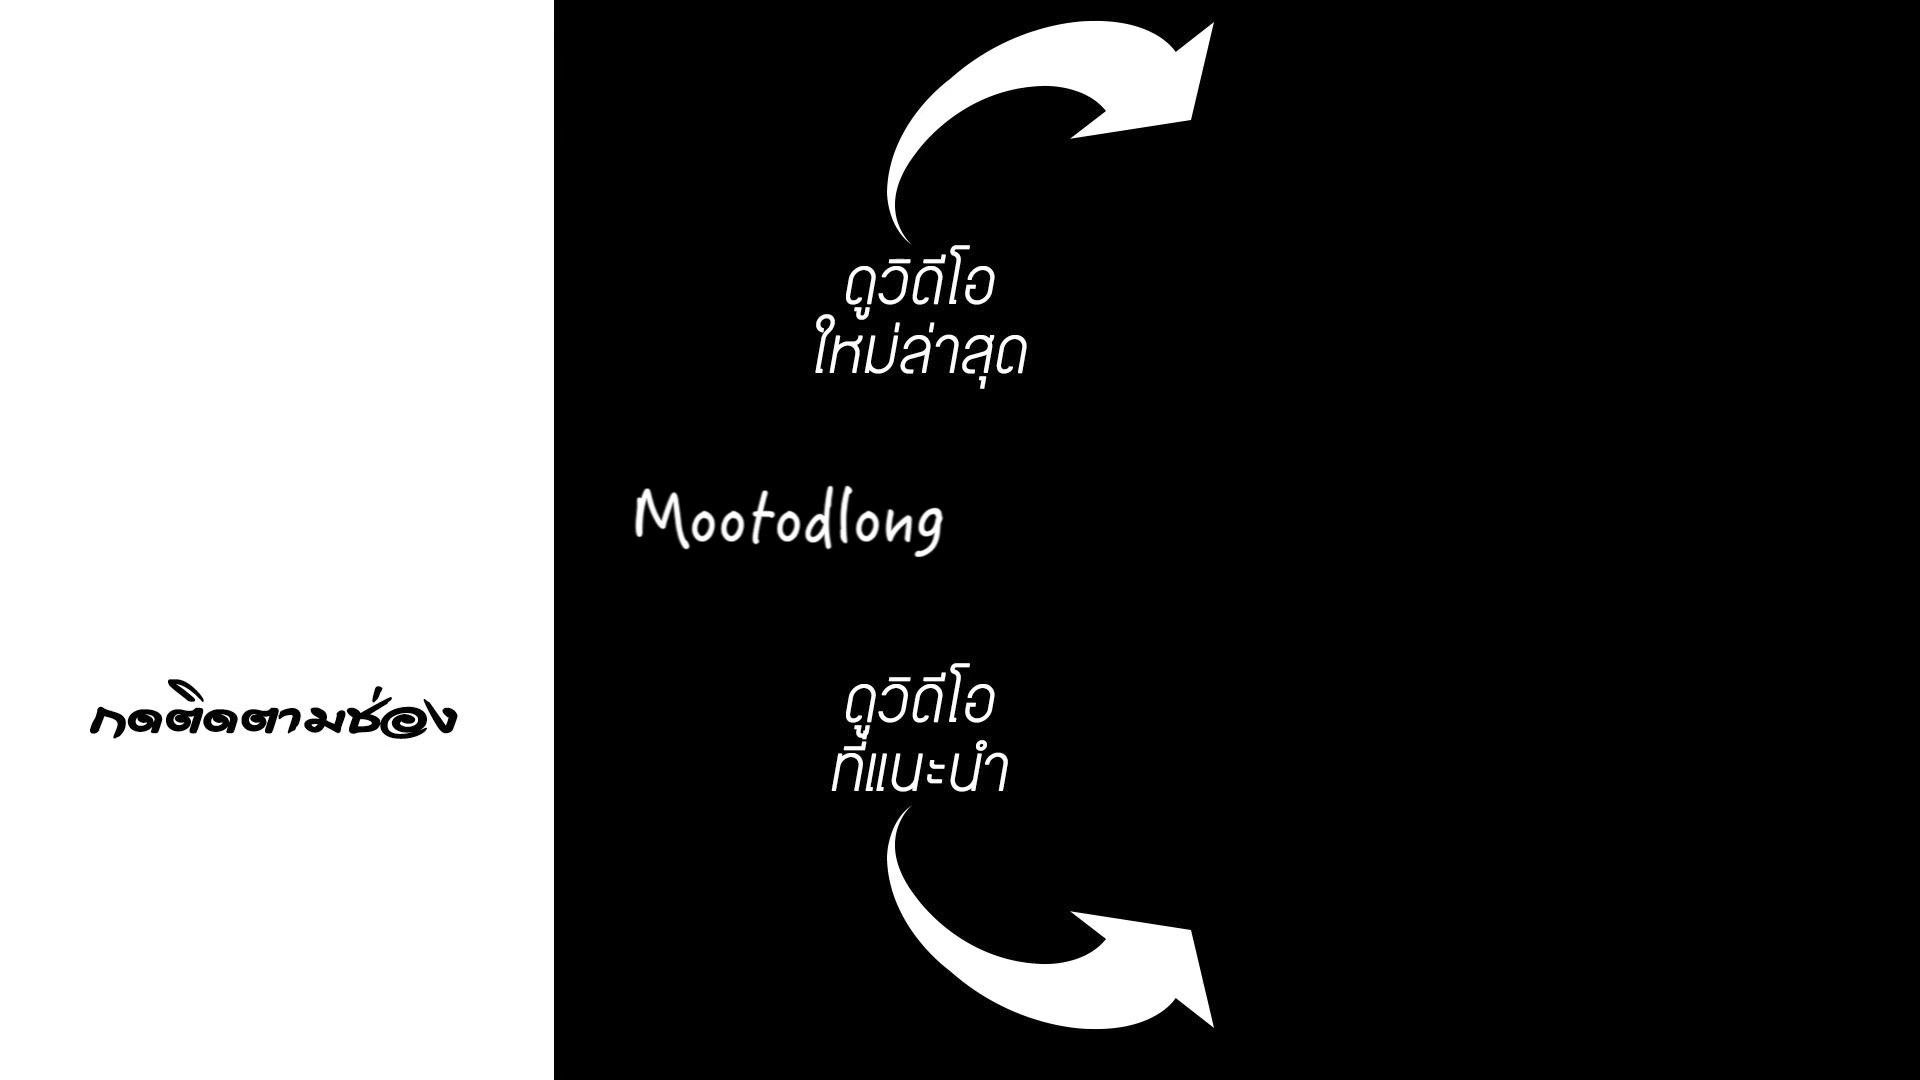 ดูวิดีโอ
ใหม่ล่าสุด
Mootodlong
กดติดตามช่อง
ดูวิดีโอ
ที่แนะนำ